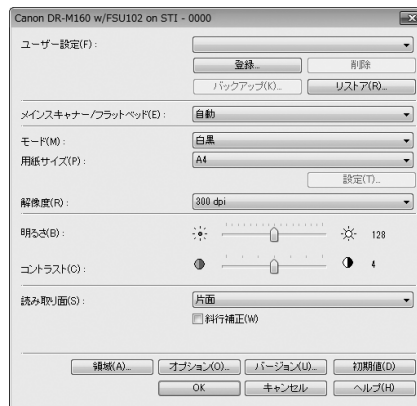 Canon DR-M160 w/FSU102 on STI - 0000
ユーザー設定(F):
登録... 削除
バックアップ(K)... リストア(R)...
メインスキャナー/フラットベッド(E): 自動
モード(M): 白黒
用紙サイズ(P): A4
設定(T)...
解像度(R): 300 dpi
明るさ(B): 128
コントラスト(C): 4
読み取り面(S): 片面
斜行補正(W)
領域(A)... オプション(O)... バージョン(U)... 初期値(D)
OK キャンセル ヘルプ(H)